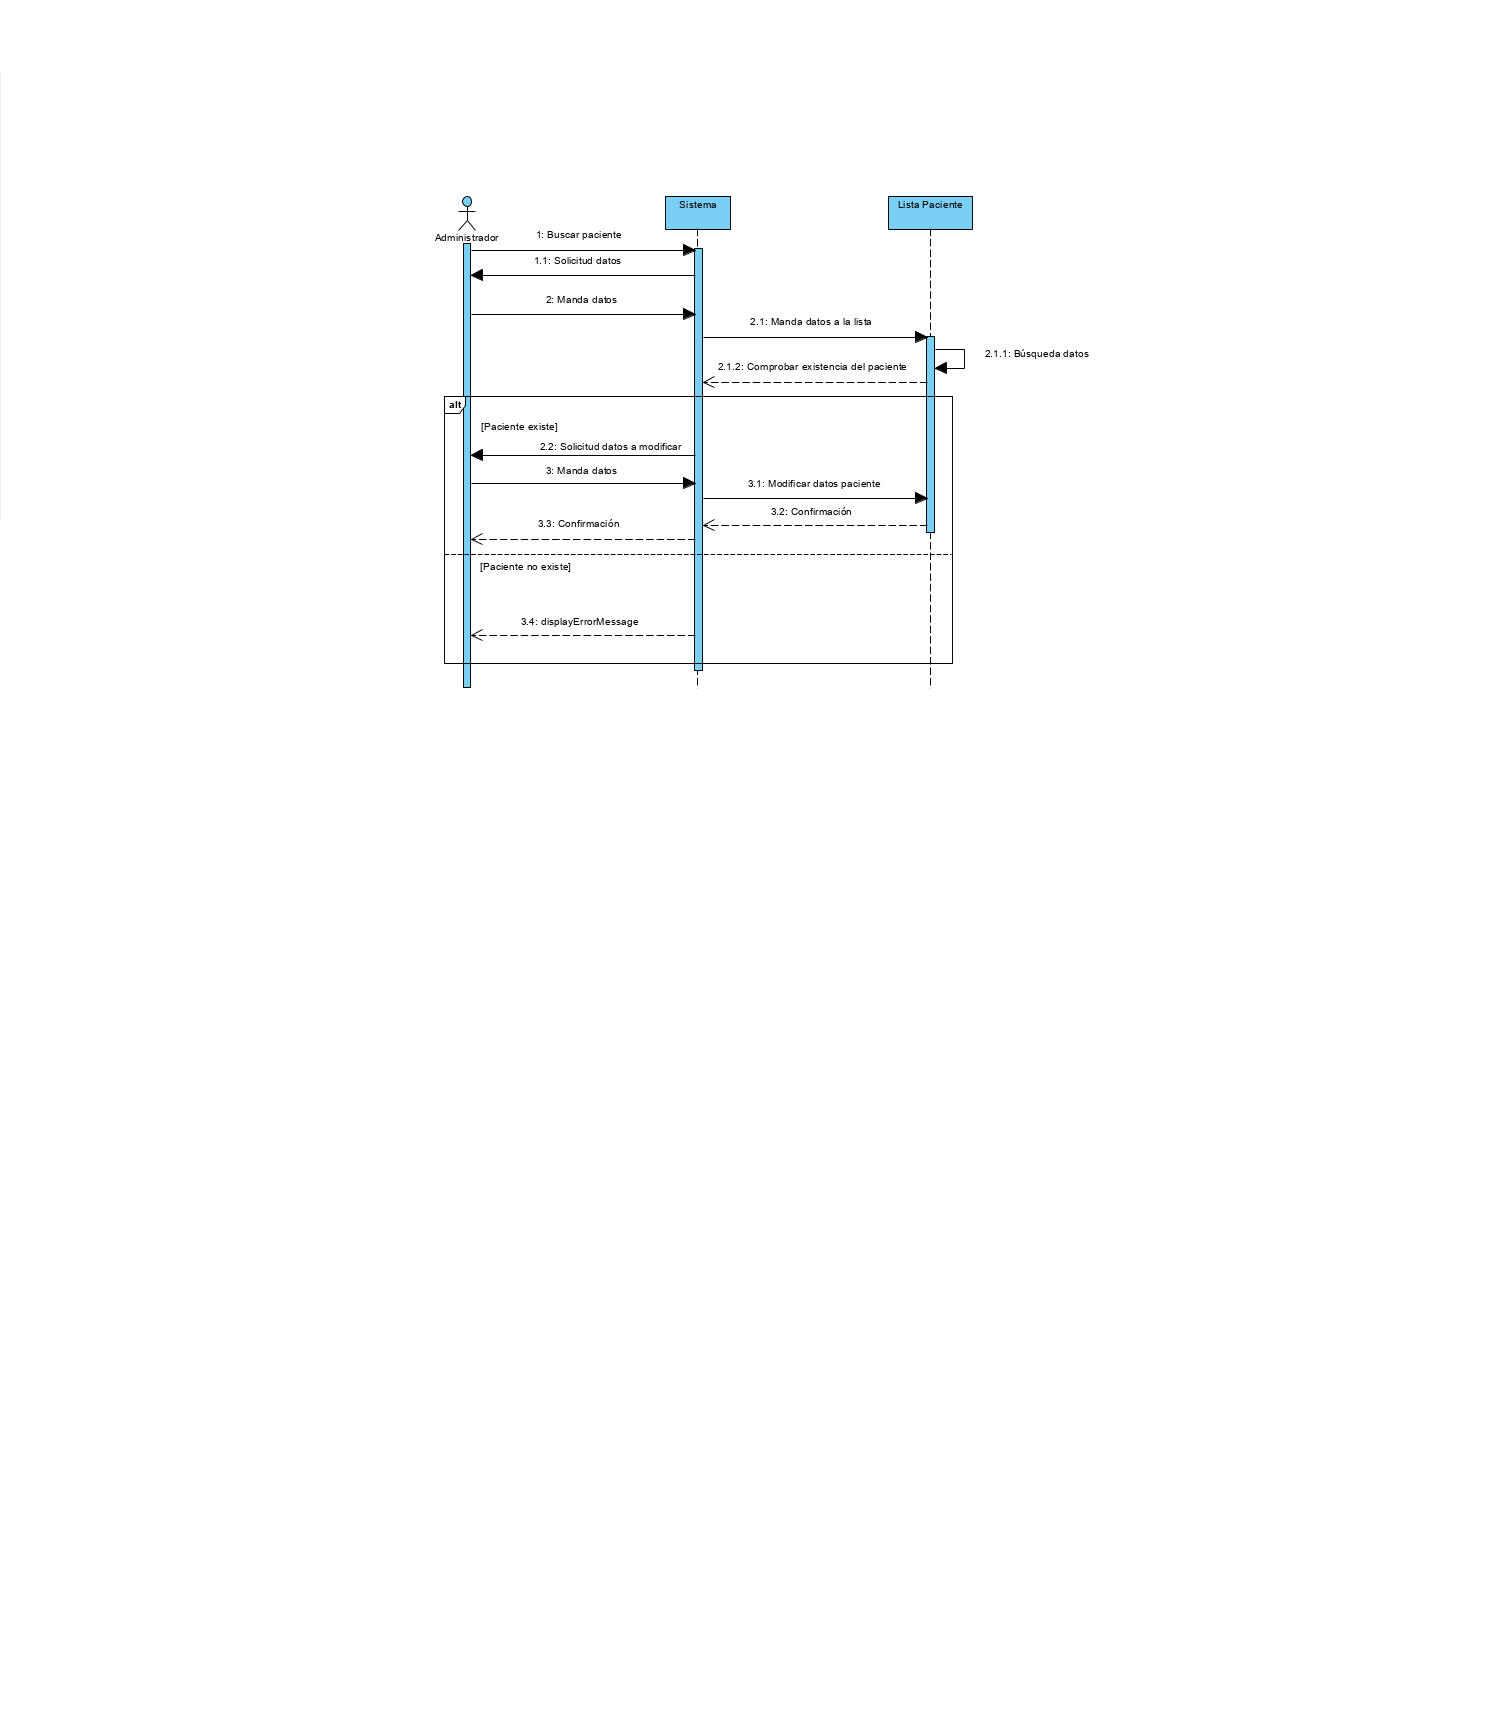 Sistema
Lista Paciente
Administrador
1: Buscar paciente
1.1: Solicitud datos
2: Manda datos
2.1: Manda datos a la lista
2.1.1: Búsqueda datos
2.1.2: Comprobar existencia del paciente
alt
[Paciente existe]
2.2: Solicitud datos a modificar
3: Manda datos
3.1: Modificar datos paciente
3.2: Confirmación
3.3: Confirmación
[Paciente no existe]
3.4: displayErrorMessage